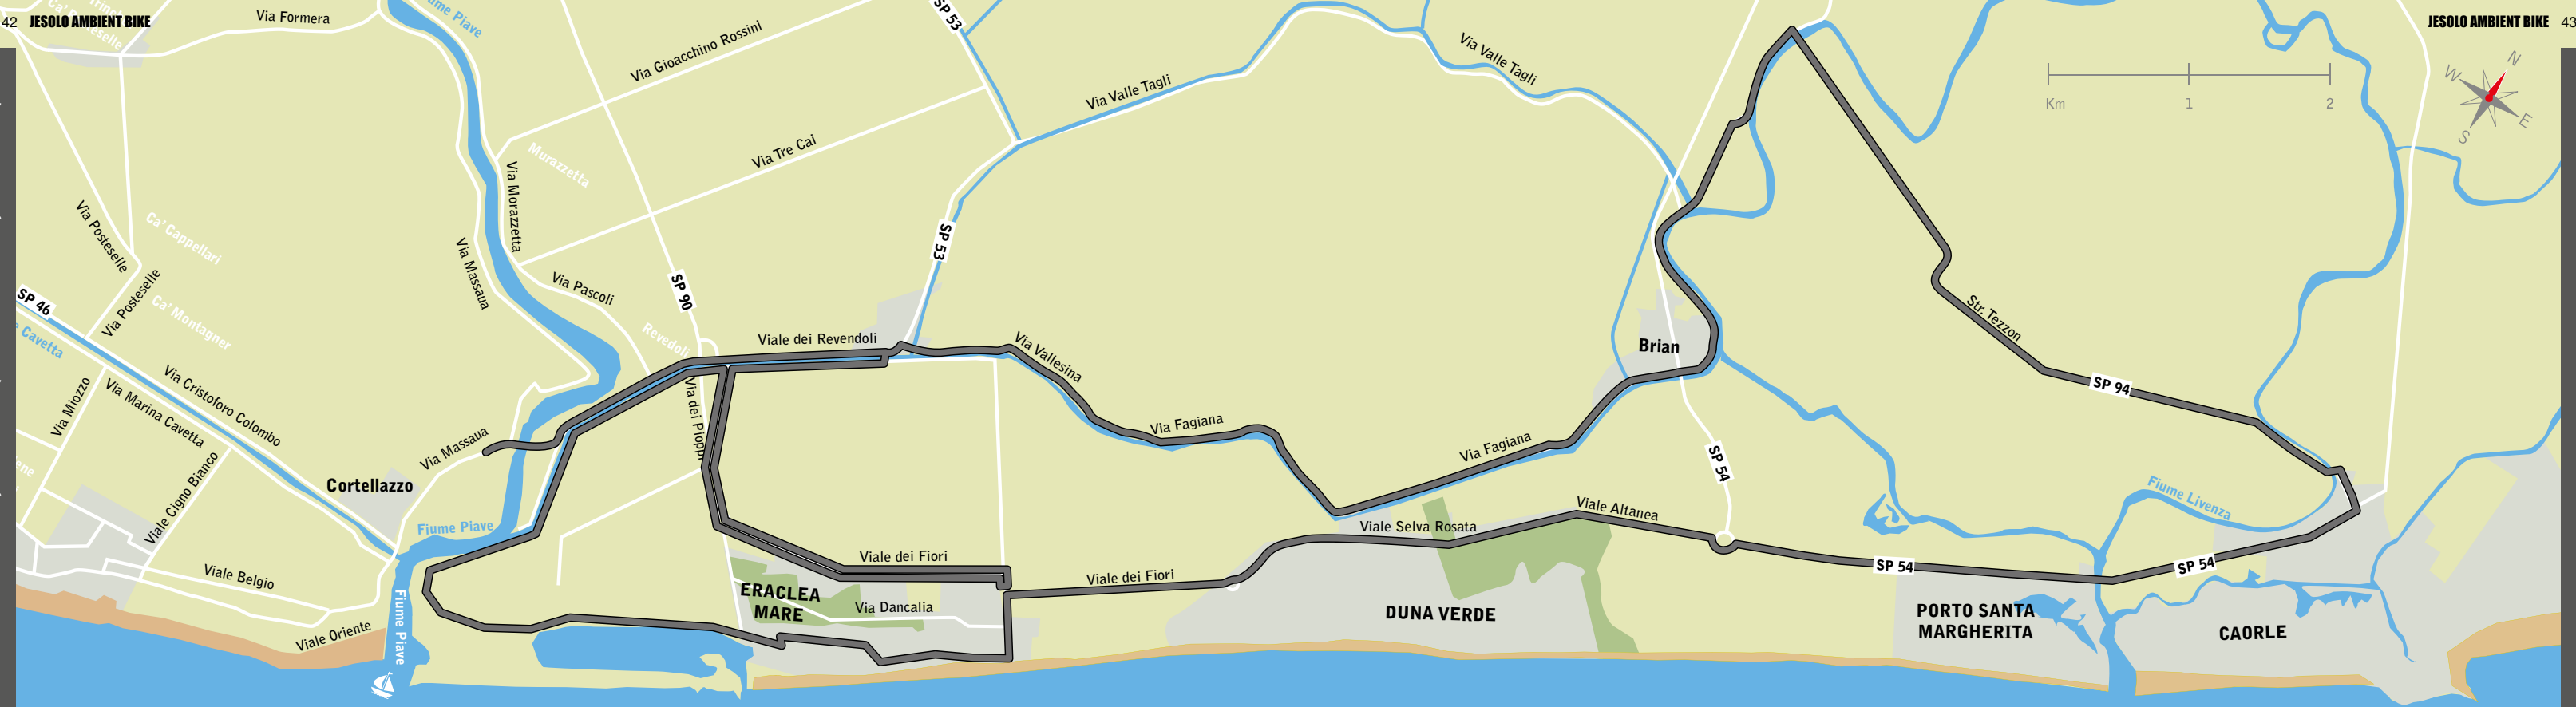 42 JESOLO AMBIENT BIKE
JESOLO AMBIENT BIKE 43
Via Formera
Fiume Piave
SP 53
Via Gioacchino Rossini
Via Valle Tagli
Via Valle Tagli
Km 1 2
N
W
E
S
Via Tre Cai
Murazzetta
Via Morazzetta
Via Posteselle
Ca' Cappellari
Via Massaua
SP 53
Via Pascoli
SP 90
Via Posteselle
SP 46
Ca' Montagner
Cavetta
Revedoli
Viale dei Revendoli
Via Vallesina
Brian
Str. Tezzon
SP 94
Via Miozzo
Via Marina Cavetta
Via Cristoforo Colombo
Via dei Pioppi
Via Fagiana
Via Fagiana
Via Massaua
SP 54
Viale Cigno Bianco
Cortellazzo
Fiume Piave
Fiume Livenza
Viale Selva Rosata
Viale Altanea
Viale Belgio
Viale dei Fiori
Viale dei Fiori
SP 54
SP 54
ERACLEA
MARE
Via Dancalia
Fiume Piave
DUNA VERDE
PORTO SANTA
MARGHERITA
CAORLE
Viale Oriente